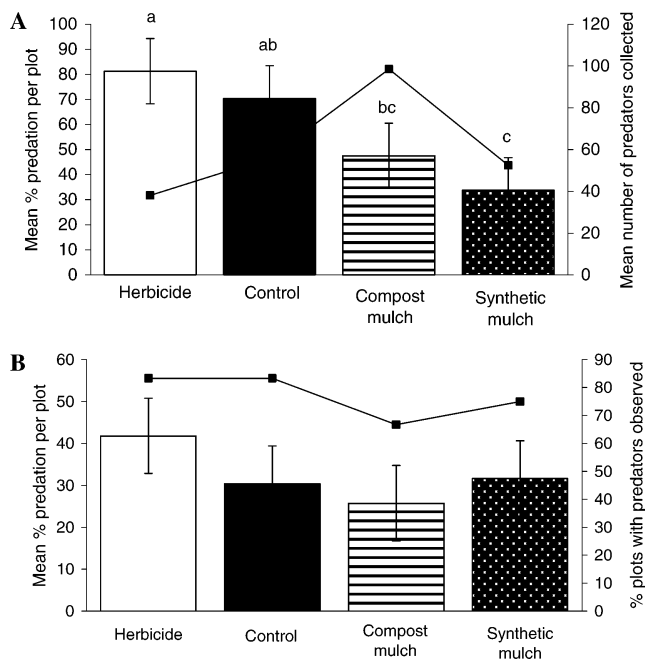 A
Mean % predation per plot
100
90
80
70
60
50
40
30
20
10
0
a
ab
bc
c
120
100
80
60
40
20
0
Mean number of predators collected
Herbicide
Control
Compost
mulch
Synthetic
mulch
B
Mean % predation per plot
60
50
40
30
20
10
0
90
80
70
60
50
40
30
20
10
0
% plots with predators observed
Herbicide
Control
Compost
mulch
Synthetic
mulch